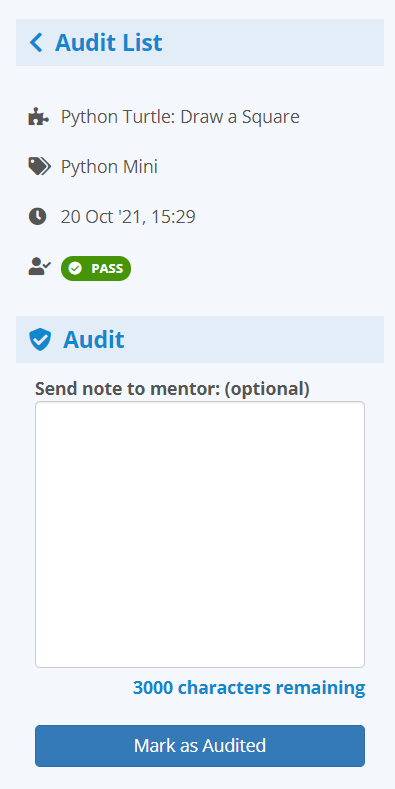 Audit List
Python Turtle: Draw a Square
Python Mini
20 Oct '21, 15:29
PASS
Audit
Send note to mentor: (optional)
3000 characters remaining
Mark as Audited